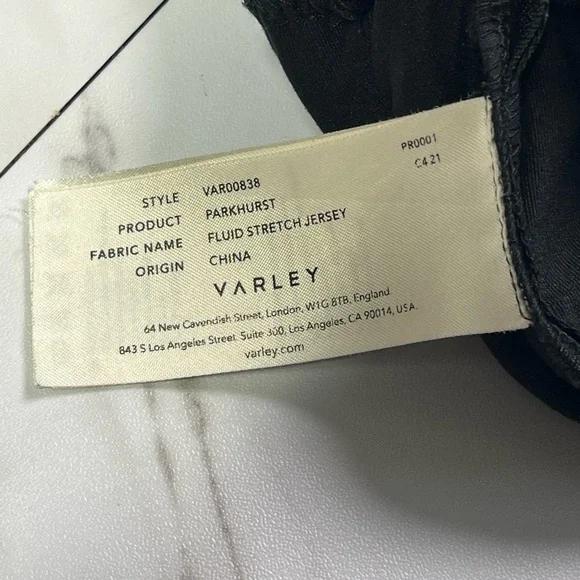 PR0001
C4 21
STYLE VAR00838
PRODUCT PARKHURST
FABRIC NAME FLUID STRETCH JERSEY
ORIGIN CHINA
VARLEY
64 New Cavendish Street, London, W1G 8TB, England
843 S Los Angeles Street. Suite 300, Los Angeles, CA 90014, USA.
varley.com